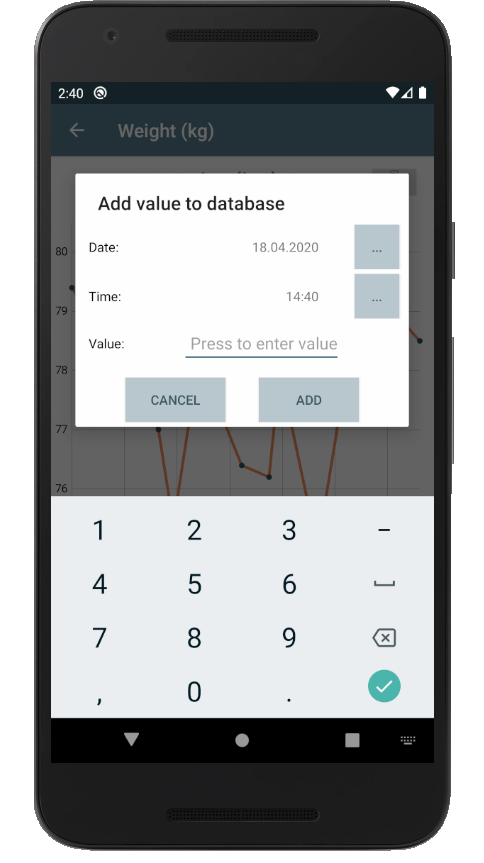 2:40
Weight (kg)
Add value to database
Date: 18.04.2020 ...
Time: 14:40 ...
Value: Press to enter value
CANCEL ADD
80
79
78
77
76
1 2 3 -
4 5 6
7 8 9
, 0 .